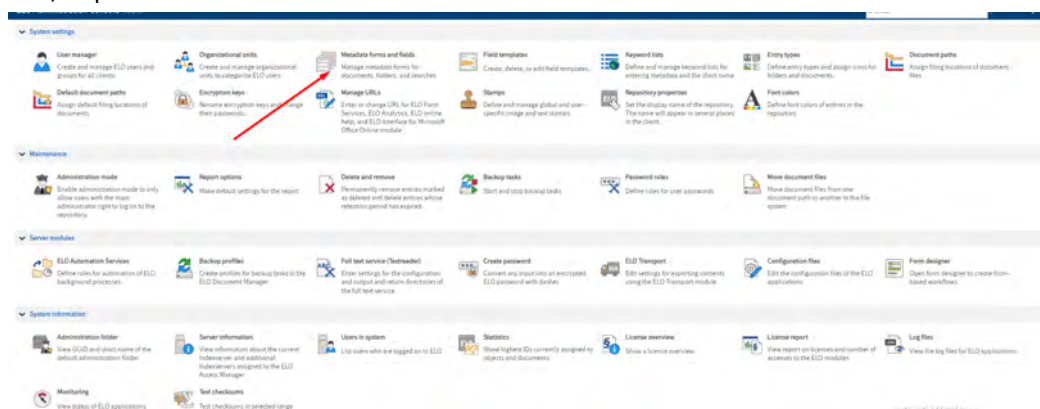 System settings
User manager
Create and manage ELO users and
groups for all clients
Organizational units
Create and manage organizational
units to categorize ELO users
Metadata forms and fields
Manage metadata forms for
documents, folders, and searches
Field templates
Create, delete, or edit field templates.
Keyword lists
Define and manage keyword lists for
entering metadata and the short name
Entry types
Define entry types and assign icons for
folders and documents.
Document paths
Assign filing locations of document
files.
Default document paths
Assign default filing locations of
documents
Encryption keys
Rename encryption keys and change
their passwords.
Manage URLs
Enter or change URL for ELO Form
Services, ELO Analytics, ELO online
help, and ELO Interface for Microsoft
Office Online module
Stamps
Define and manage global and user-
specific image and text stamps
Repository properties
Set the display name of the repository.
The name will appear in several places
in the client.
Font colors
Define font colors of entries in the
repository
Maintenance
Administration mode
Enable administration mode to only
allow users with the main
administrator right to log on to the
repository.
Report options
Make default settings for the report
Delete and remove
Permanently remove entries marked
as deleted and delete entries whose
retention period has expired.
Backup tasks
Start and stop backup tasks
Password rules
Define rules for user passwords
Move document files
Move document files from one
document path to another in the file
system
Server modules
ELO Automation Services
Define rules for automation of ELO
background processes.
Backup profiles
Create profiles for backup tasks in the
ELO Document Manager
Full text service (Textreader)
Enter settings for the configuration
and output and return directories of
the full text service
Create password
Convert any input into an encrypted
ELO password with dashes
ELO Transport
Edit settings for exporting contents
using the ELO Transport module
Configuration files
Edit the configuration files of the ELO
applications
Form designer
Open form designer to create form-
based workflows
System information
Administration folder
View GUID and short name of the
default administration folder
Server information
View information about the current
Indexserver and additional
Indexservers assigned to the ELO
Access Manager
Users in system
List users who are logged on to ELO
Statistics
Show highest IDs currently assigned to
objects and documents
License overview
Show a license overview
License report
View report on licenses and number of
accesses to the ELO modules
Log files
View the log files for ELO applications
Monitoring
View status of ELO applications
Test checksums
Test checksums in selected range